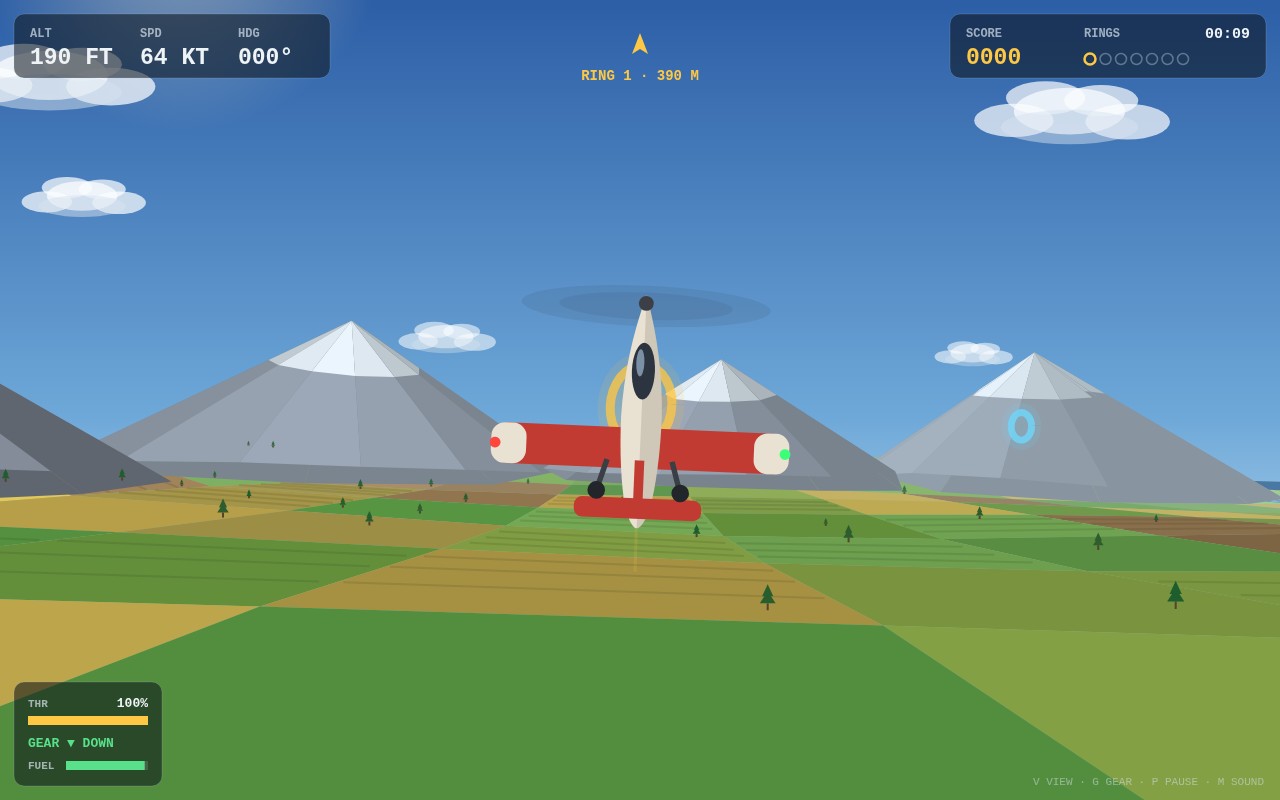 ALT SPD HDG
190 FT 64 KT 000°
RING 1 · 390 M
SCORE RINGS 00:09
0000
THR 100%
GEAR ▼ DOWN
FUEL
V VIEW · G GEAR · P PAUSE · M SOUND